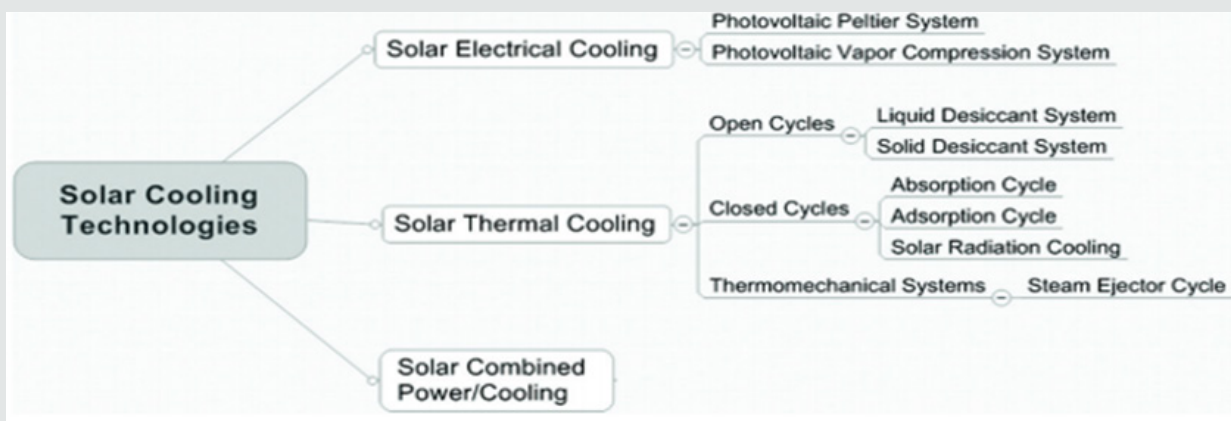 Solar Cooling
Technologies
Solar Electrical Cooling
Photovoltaic Peltier System
Photovoltaic Vapor Compression System
Solar Thermal Cooling
Open Cycles
Liquid Desiccant System
Solid Desiccant System
Closed Cycles
Absorption Cycle
Adsorption Cycle
Solar Radiation Cooling
Thermomechanical Systems
Steam Ejector Cycle
Solar Combined
Power/Cooling